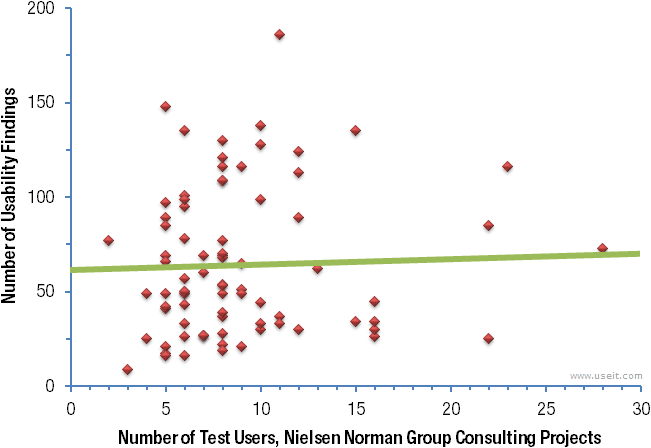 200
150
100
50
0
Number of Usability Findings
www.useit.com
0 5 10 15 20 25 30
Number of Test Users, Nielsen Norman Group Consulting Projects